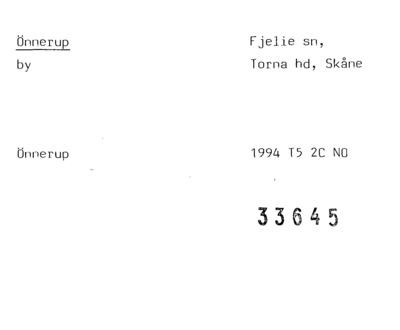 Önnerup
Fjelie sn,
by
Torna hd, Skåne
Önnerup
1994 T5 2C NO
33645